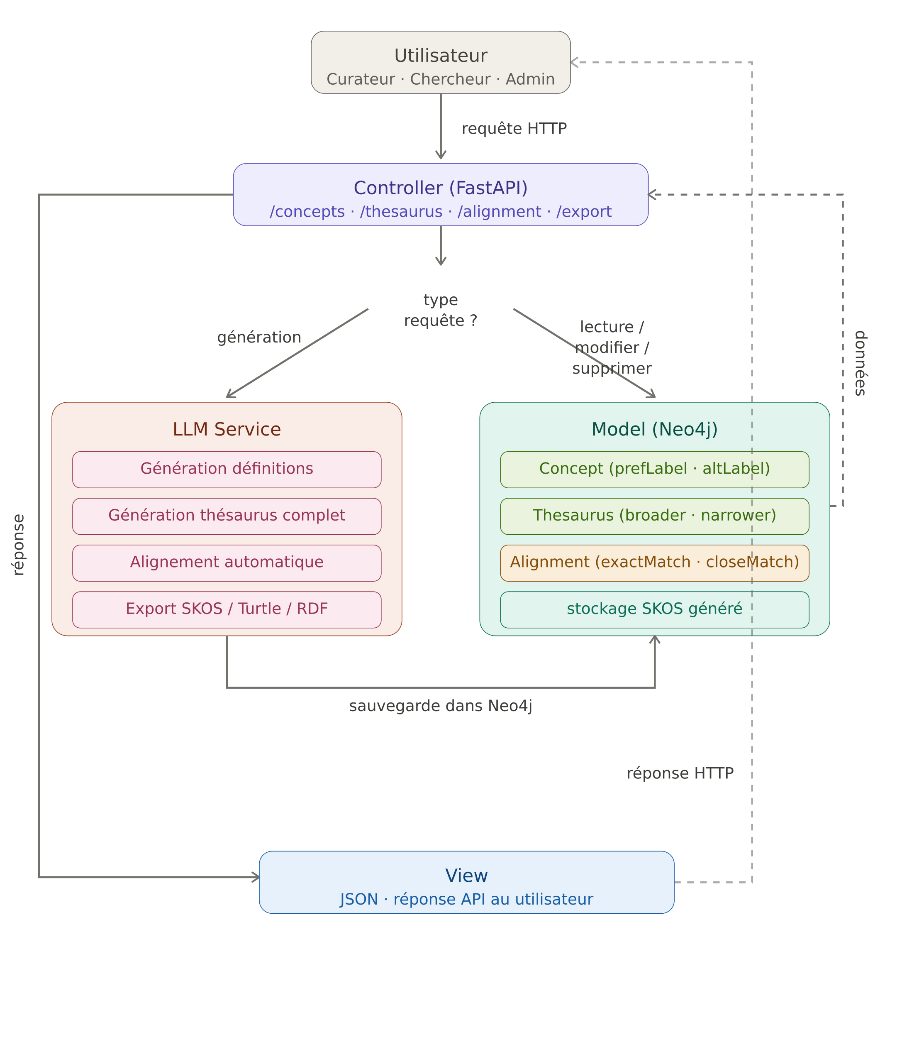 Utilisateur
Curateur · Chercheur · Admin
requête HTTP
Controller (FastAPI)
/concepts · /thesaurus · /alignment · /export
type
requête ?
génération
lecture /
modifier /
supprimer
données
LLM Service
Génération définitions
Génération thésaurus complet
Alignement automatique
Export SKOS / Turtle / RDF
Model (Neo4j)
Concept (prefLabel · altLabel)
Thesaurus (broader · narrower)
Alignment (exactMatch · closeMatch)
stockage SKOS généré
réponse
sauvegarde dans Neo4j
réponse HTTP
View
JSON · réponse API au utilisateur